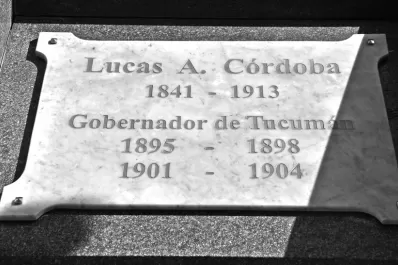 Lucas A. Córdoba
1841 - 1913
Gobernador de Tucumán
1895 - 1898
1901 - 1904